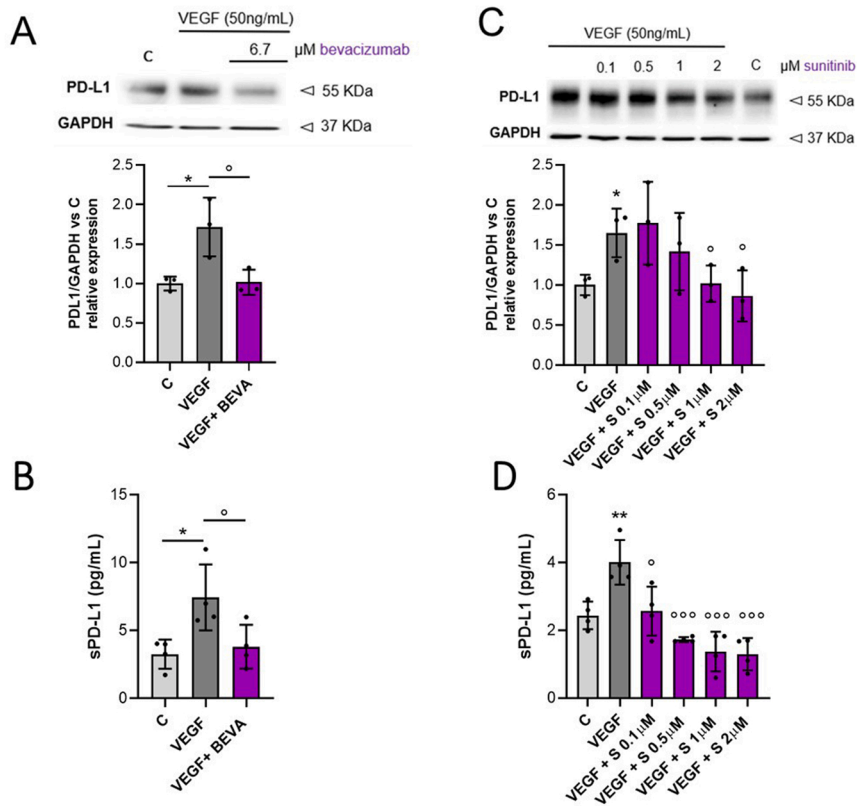 A
VEGF (50ng/mL)
C
6.7
µM bevacizumab
PD-L1
◁ 55 KDa
GAPDH
◁ 37 KDa
PDL1/GAPDH vs C
relative expression
2.5
2.0
1.5
1.0
0.5
0.0
*
°
C
VEGF
VEGF+ BEVA
C
VEGF (50ng/mL)
0.1
0.5
1
2
C
µM sunitinib
PD-L1
◁ 55 KDa
GAPDH
◁ 37 KDa
PDL1/GAPDH vs C
relative expression
2.5
2.0
1.5
1.0
0.5
0.0
*
°
°
C
VEGF
VEGF + S 0.1µM
VEGF + S 0.5µM
VEGF + S 1µM
VEGF + S 2µM
B
sPD-L1 (pg/mL)
15
10
5
0
*
°
C
VEGF
VEGF+ BEVA
D
sPD-L1 (pg/mL)
6
4
2
0
**
°
°°°
°°°
°°°
C
VEGF
VEGF + S 0.1µM
VEGF + S 0.5µM
VEGF + S 1µM
VEGF + S 2µM